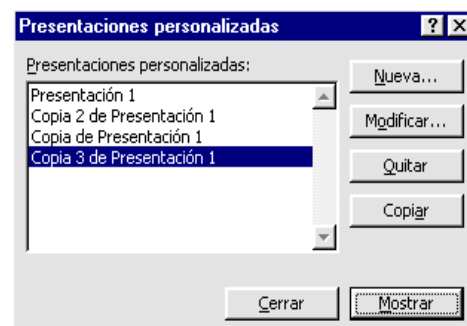 Presentaciones personalizadas
Presentaciones personalizadas:
Presentación 1
Copia 2 de Presentación 1
Copia de Presentación 1
Copia 3 de Presentación 1
Nueva...
Modificar...
Quitar
Copiar
Cerrar
Mostrar